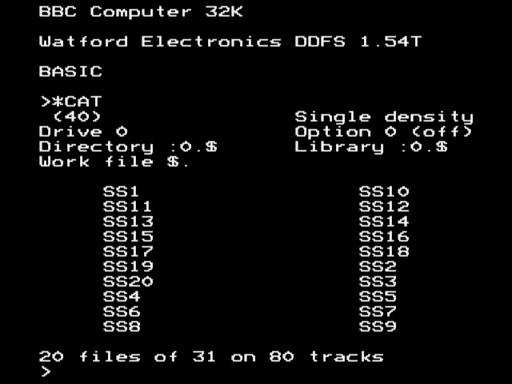 BBC Computer 32K
Watford Electronics DDFS 1.54T
BASIC
>*CAT
(40) Single density
Drive 0 Option 0 (off)
Directory :0.$ Library :0.$
Work file $.
SS1 SS10
SS11 SS12
SS13 SS14
SS15 SS16
SS17 SS18
SS19 SS2
SS20 SS3
SS4 SS5
SS6 SS7
SS8 SS9
20 files of 31 on 80 tracks
>